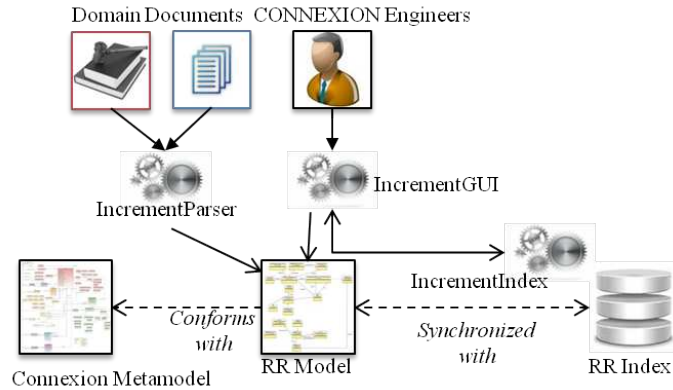 Domain Documents
CONNEXION Engineers
IncrementParser
IncrementGUI
IncrementIndex
Conforms
with
Synchronized
with
Connexion Metamodel
RR Model
RR Index